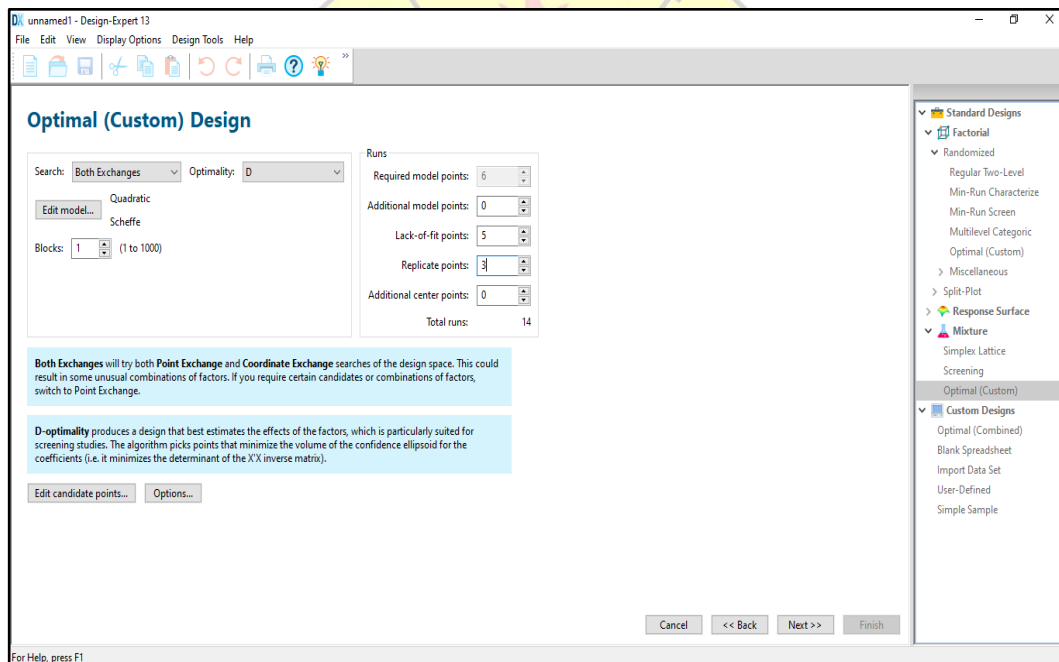 DX unnamed1 - Design-Expert 13
File Edit View Display Options Design Tools Help
»
Optimal (Custom) Design
Search: Both Exchanges Optimality: D
Edit model... Quadratic
Scheffe
Blocks: 1 (1 to 1000)
Runs
Required model points: 6
Additional model points: 0
Lack-of-fit points: 5
Replicate points: 3
Additional center points: 0
Total runs: 14
Both Exchanges will try both Point Exchange and Coordinate Exchange searches of the design space. This could
result in some unusual combinations of factors. If you require certain candidates or combinations of factors,
switch to Point Exchange.
D-optimality produces a design that best estimates the effects of the factors, which is particularly suited for
screening studies. The algorithm picks points that minimize the volume of the confidence ellipsoid for the
coefficients (i.e. it minimizes the determinant of the X'X inverse matrix).
Edit candidate points... Options...
Cancel << Back Next >> Finish
Standard Designs
Factorial
Randomized
Regular Two-Level
Min-Run Characterize
Min-Run Screen
Multilevel Categoric
Optimal (Custom)
Miscellaneous
Split-Plot
Response Surface
Mixture
Simplex Lattice
Screening
Optimal (Custom)
Custom Designs
Optimal (Combined)
Blank Spreadsheet
Import Data Set
User-Defined
Simple Sample
For Help, press F1